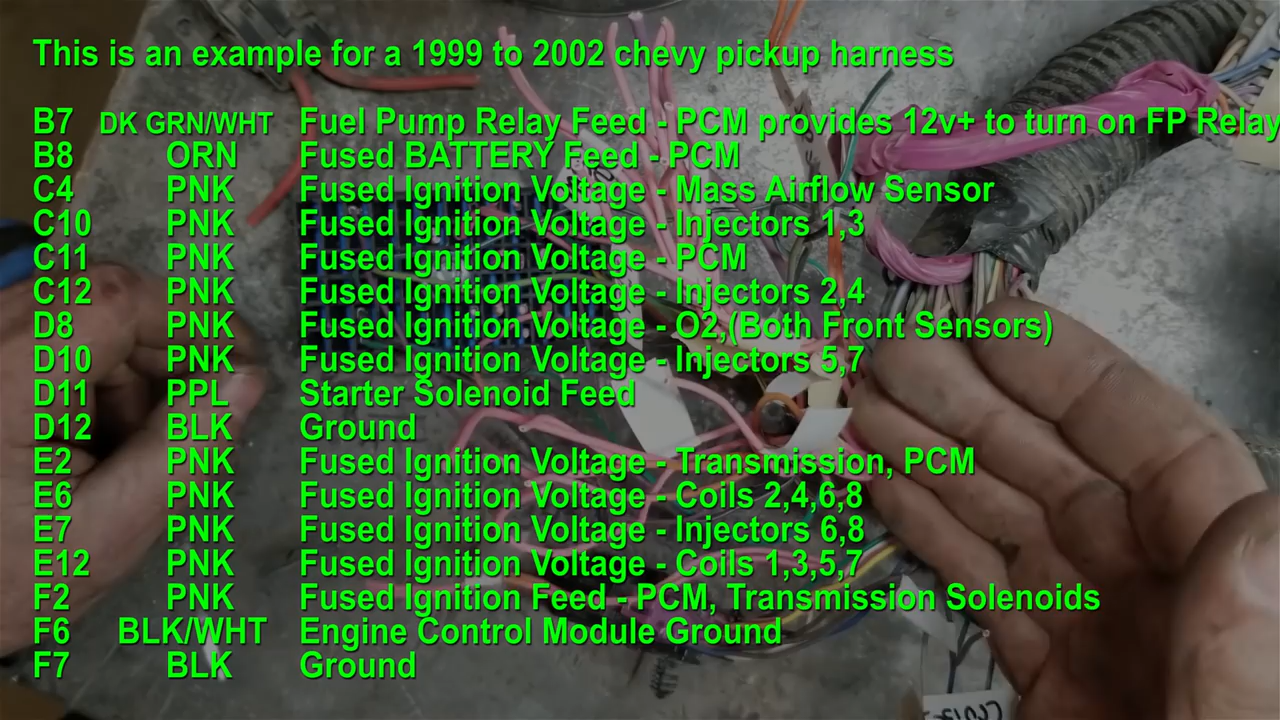 This is an example for a 1999 to 2002 chevy pickup harness
B7 DK GRN/WHT Fuel Pump Relay Feed - PCM provides 12v+ to turn on FP Relay
B8 ORN Fused BATTERY Feed - PCM
C4 PNK Fused Ignition Voltage - Mass Airflow Sensor
C10 PNK Fused Ignition Voltage - Injectors 1,3
C11 PNK Fused Ignition Voltage - PCM
C12 PNK Fused Ignition Voltage - Injectors 2,4
D8 PNK Fused Ignition Voltage - O2,(Both Front Sensors)
D10 PNK Fused Ignition Voltage - Injectors 5,7
D11 PPL Starter Solenoid Feed
D12 BLK Ground
E2 PNK Fused Ignition Voltage - Transmission, PCM
E6 PNK Fused Ignition Voltage - Coils 2,4,6,8
E7 PNK Fused Ignition Voltage - Injectors 6,8
E12 PNK Fused Ignition Voltage - Coils 1,3,5,7
F2 PNK Fused Ignition Feed - PCM, Transmission Solenoids
F6 BLK/WHT Engine Control Module Ground
F7 BLK Ground